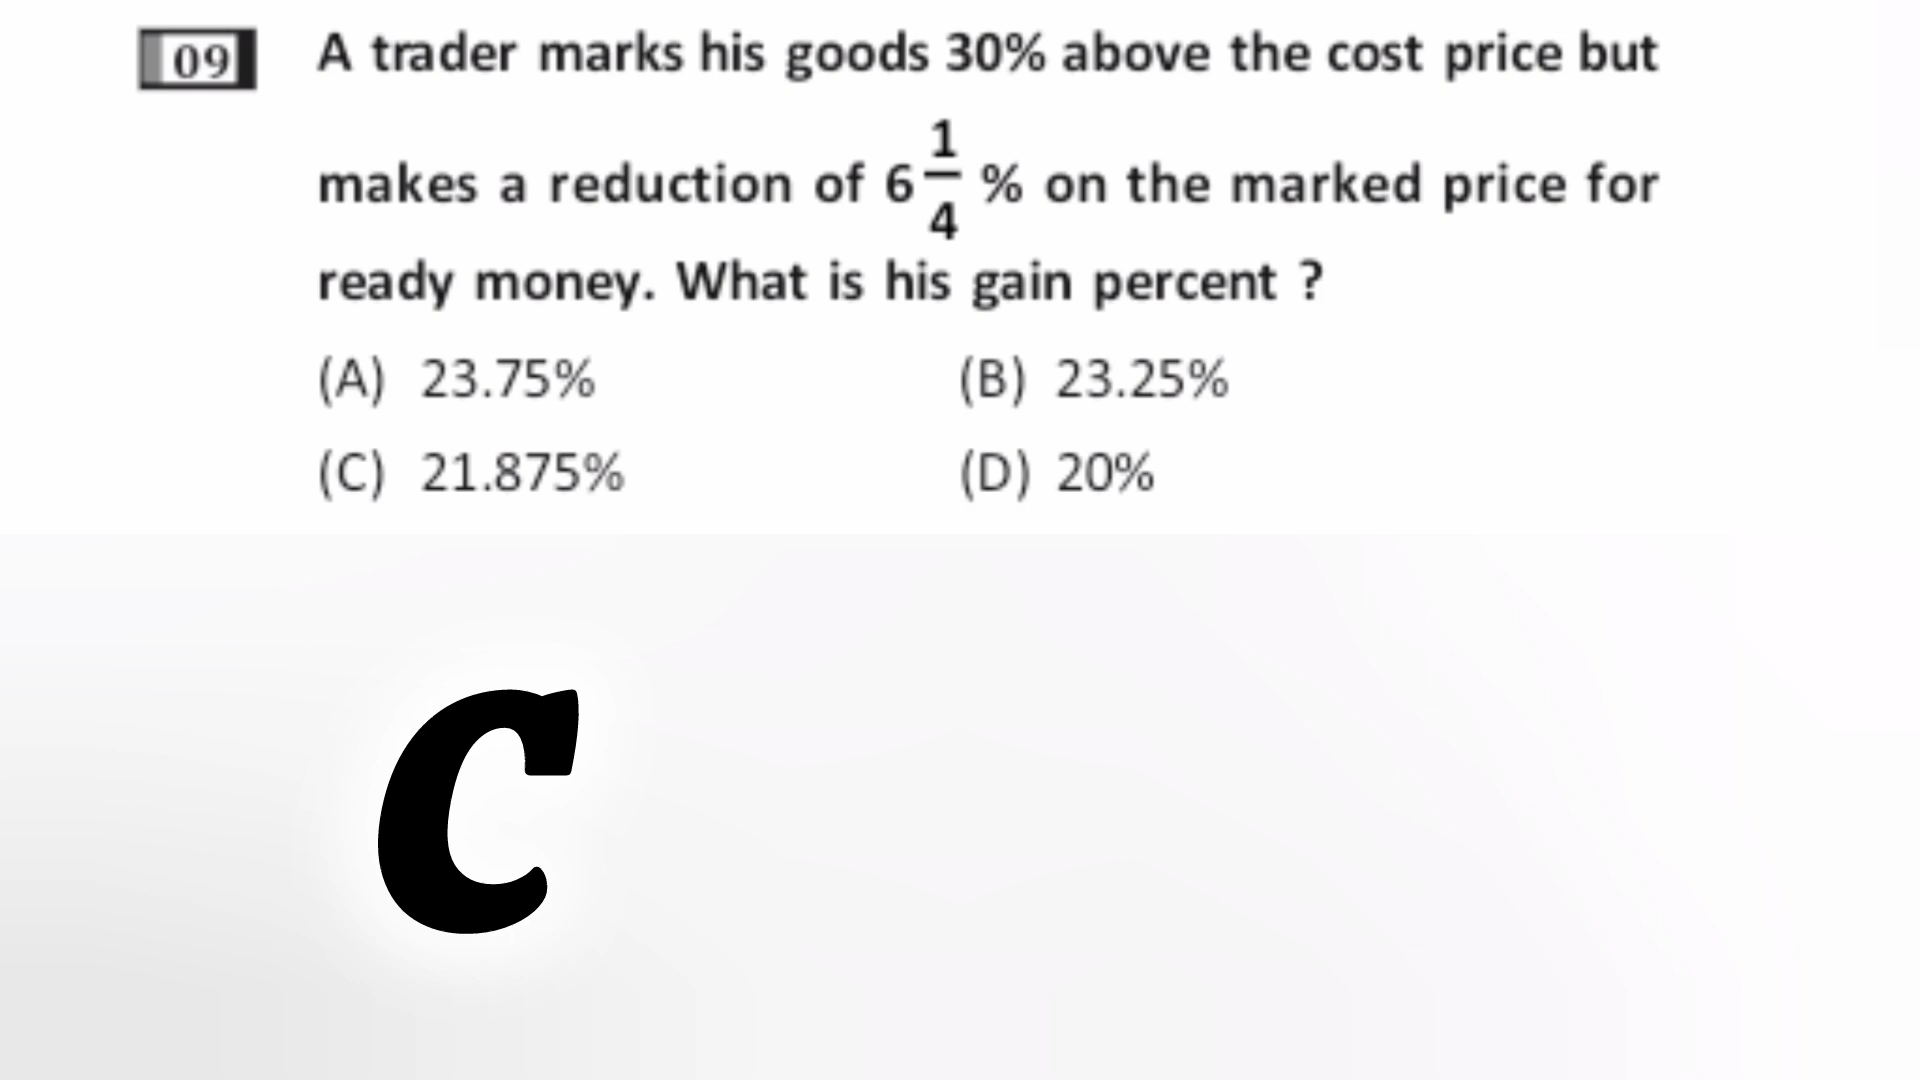 09 A trader marks his goods 30% above the cost price but
makes a reduction of 6 1/4 % on the marked price for
ready money. What is his gain percent ?
(A) 23.75% (B) 23.25%
(C) 21.875% (D) 20%
C